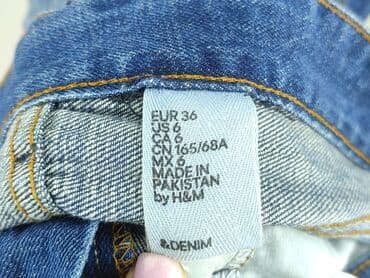 EUR 36
US 6
CA 6
CN 165/68A
MX 6
MADE IN
PAKISTAN
by H&M
&DENIM